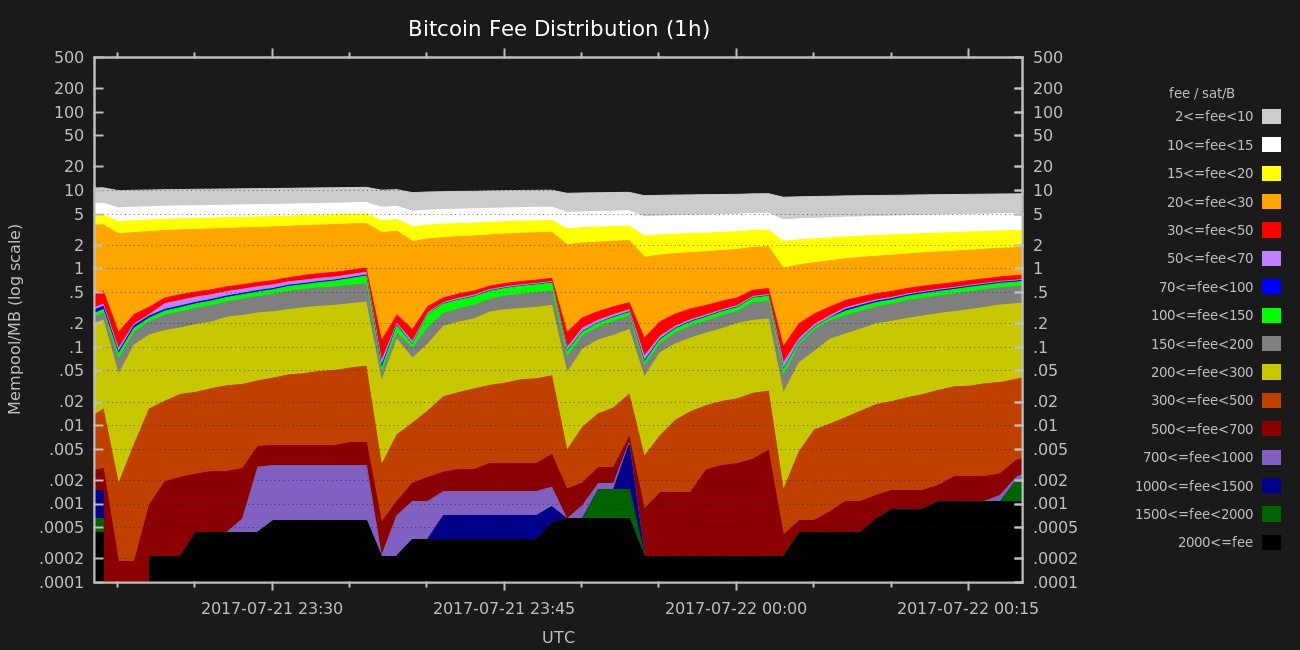 Bitcoin Fee Distribution (1h)
500 500
200 200
100 100
50 50
20 20
10 10
5 5
2 2
1 1
.5 .5
.2 .2
.1 .1
.05 .05
.02 .02
.01 .01
.005 .005
.002 .002
.001 .001
.0005 .0005
.0002 .0002
.0001 .0001
Mempool/MB (log scale)
2017-07-21 23:30 2017-07-21 23:45 2017-07-22 00:00 2017-07-22 00:15
UTC
fee / sat/B
2<=fee<10
10<=fee<15
15<=fee<20
20<=fee<30
30<=fee<50
50<=fee<70
70<=fee<100
100<=fee<150
150<=fee<200
200<=fee<300
300<=fee<500
500<=fee<700
700<=fee<1000
1000<=fee<1500
1500<=fee<2000
2000<=fee